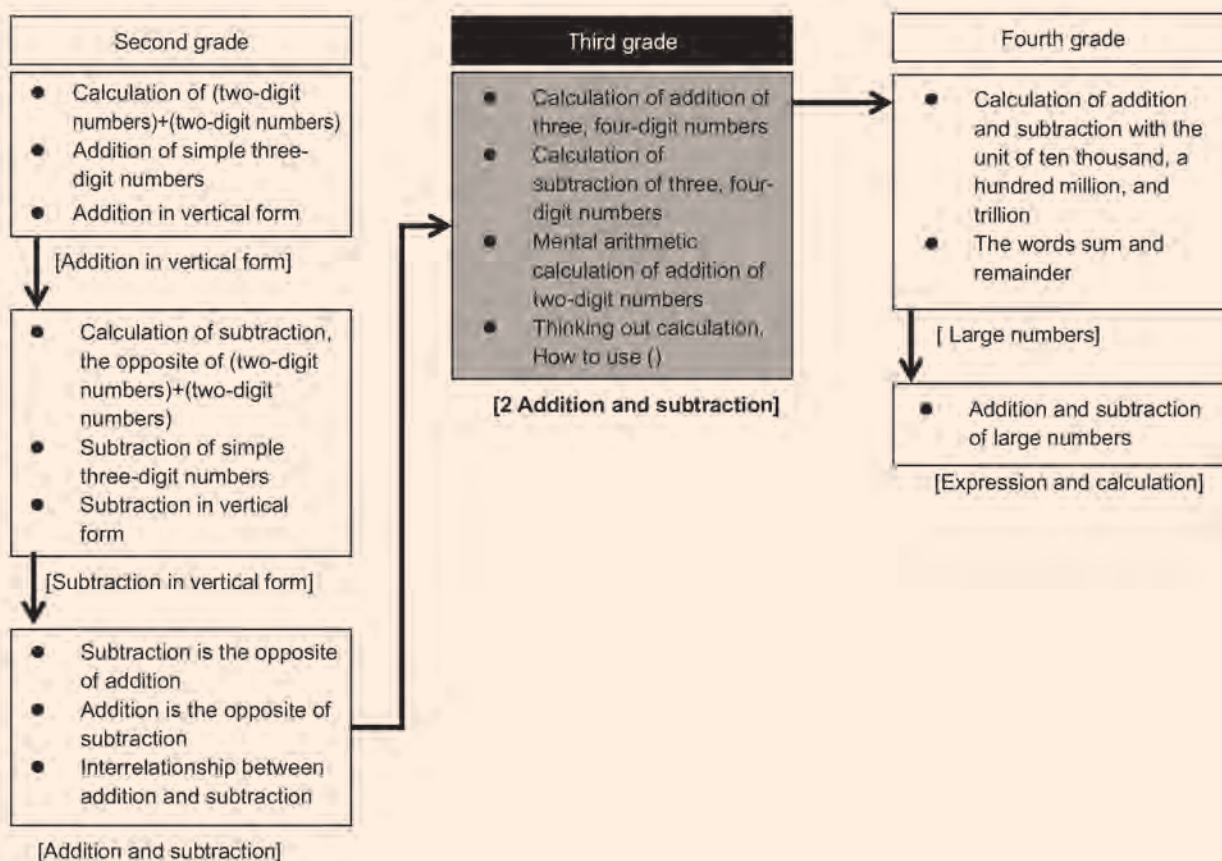 Second grade
● Calculation of (two-digit
numbers)+(two-digit numbers)
● Addition of simple three-
digit numbers
● Addition in vertical form
[Addition in vertical form]
● Calculation of subtraction,
the opposite of (two-digit
numbers)+(two-digit
numbers)
● Subtraction of simple
three-digit numbers
● Subtraction in vertical
form
[Subtraction in vertical form]
● Subtraction is the opposite
of addition
● Addition is the opposite of
subtraction
● Interrelationship between
addition and subtraction
[Addition and subtraction]
Third grade
● Calculation of addition of
three, four-digit numbers
● Calculation of
subtraction of three, four-
digit numbers
● Mental arithmetic
calculation of addition of
two-digit numbers
● Thinking out calculation,
How to use ()
[2 Addition and subtraction]
Fourth grade
● Calculation of addition
and subtraction with the
unit of ten thousand, a
hundred million, and
trillion
● The words sum and
remainder
[ Large numbers]
● Addition and subtraction
of large numbers
[Expression and calculation]